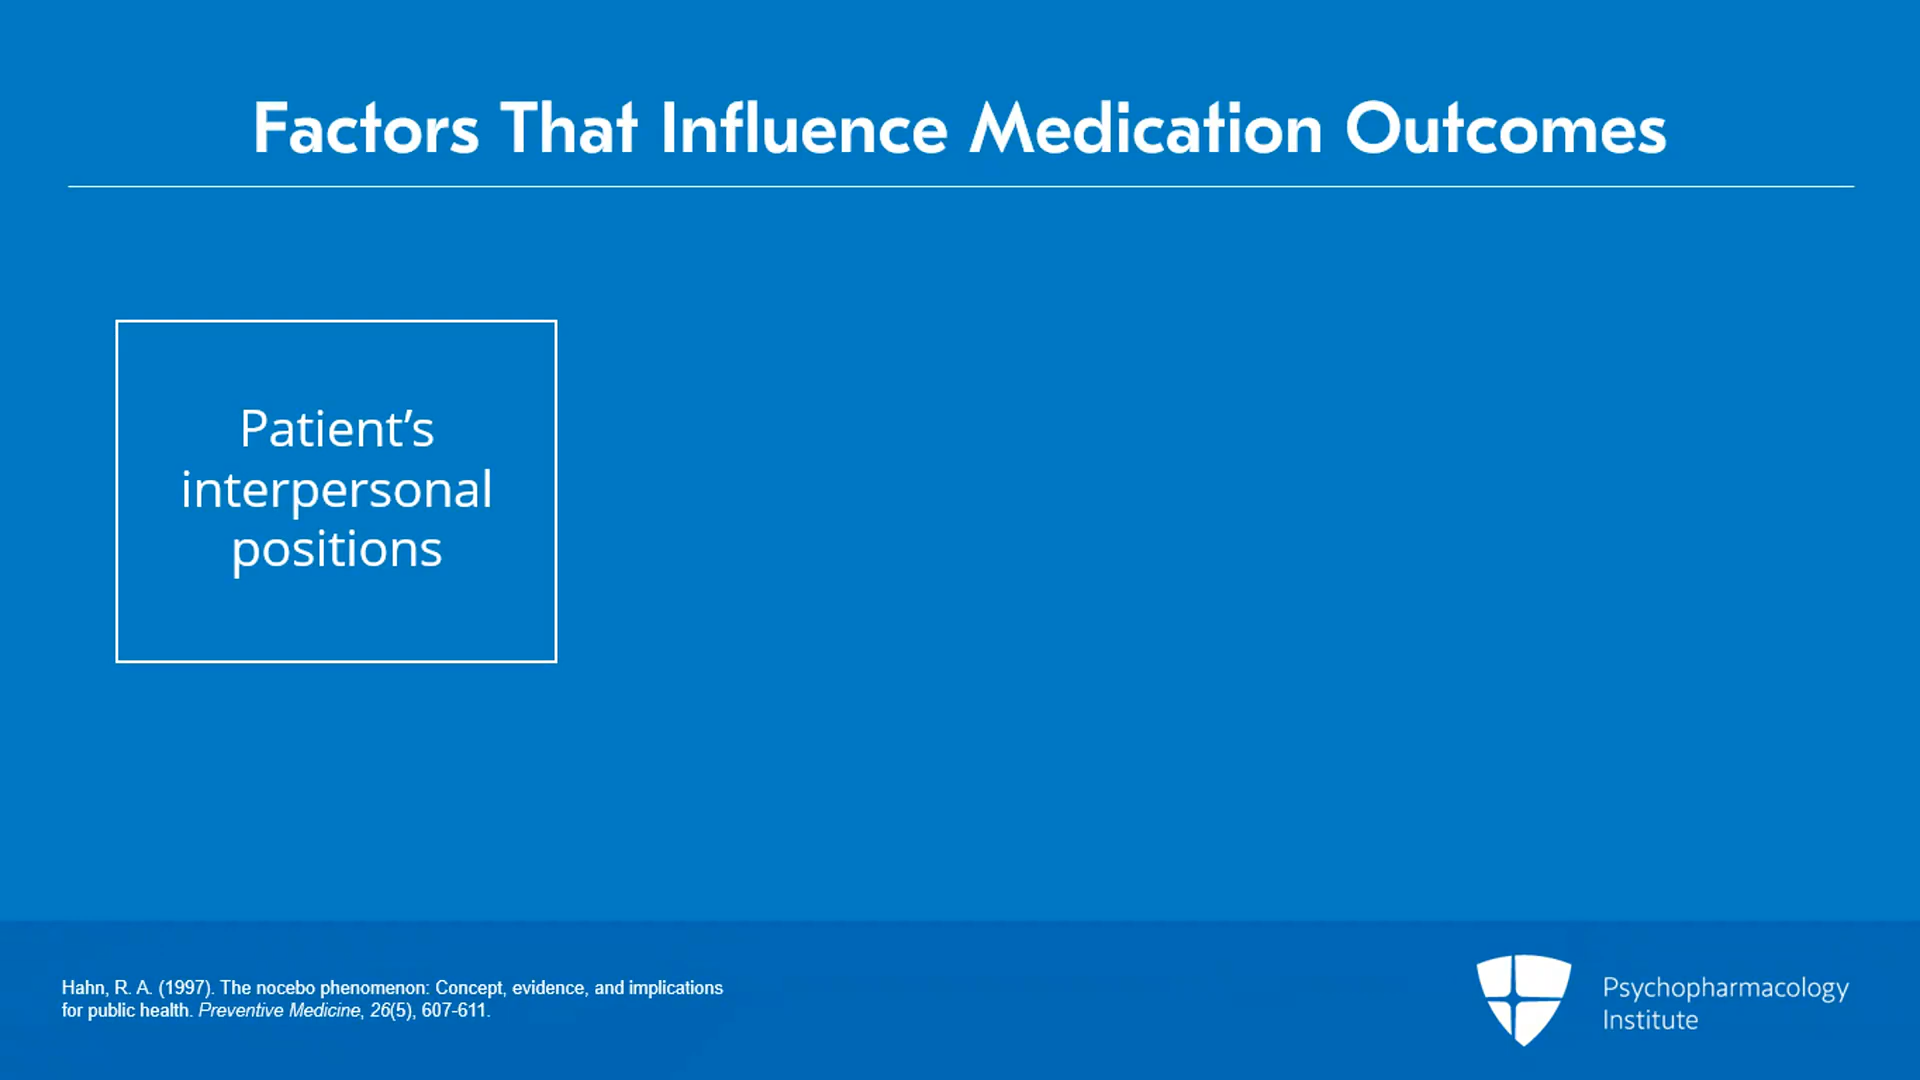 Factors That Influence Medication Outcomes
Patient’s
interpersonal
positions
Hahn, R. A. (1997). The nocebo phenomenon: Concept, evidence, and implications
for public health. Preventive Medicine, 26(5), 607-611.
Psychopharmacology
Institute